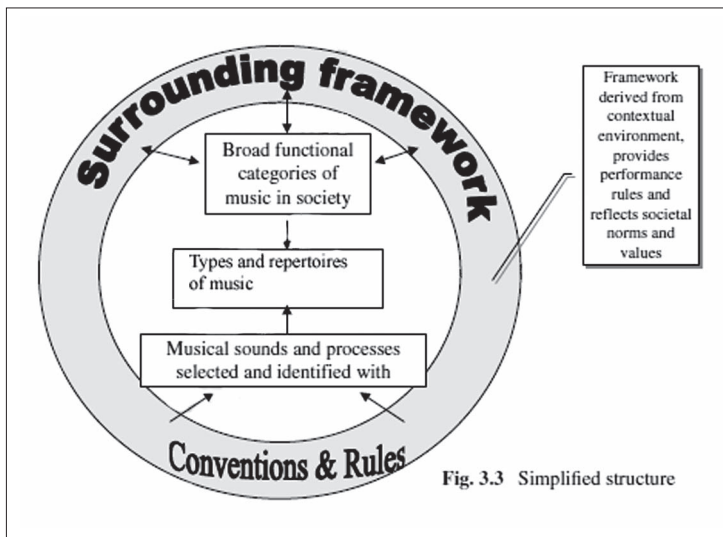 Surrounding framework
Framework
derived from
contextual
environment,
provides
performance
rules and
reflects societal
norms and
values
Broad functional
categories of
music in society
Types and repertoires
of music
Musical sounds and processes
selected and identified with
Conventions & Rules
Fig. 3.3 Simplified structure